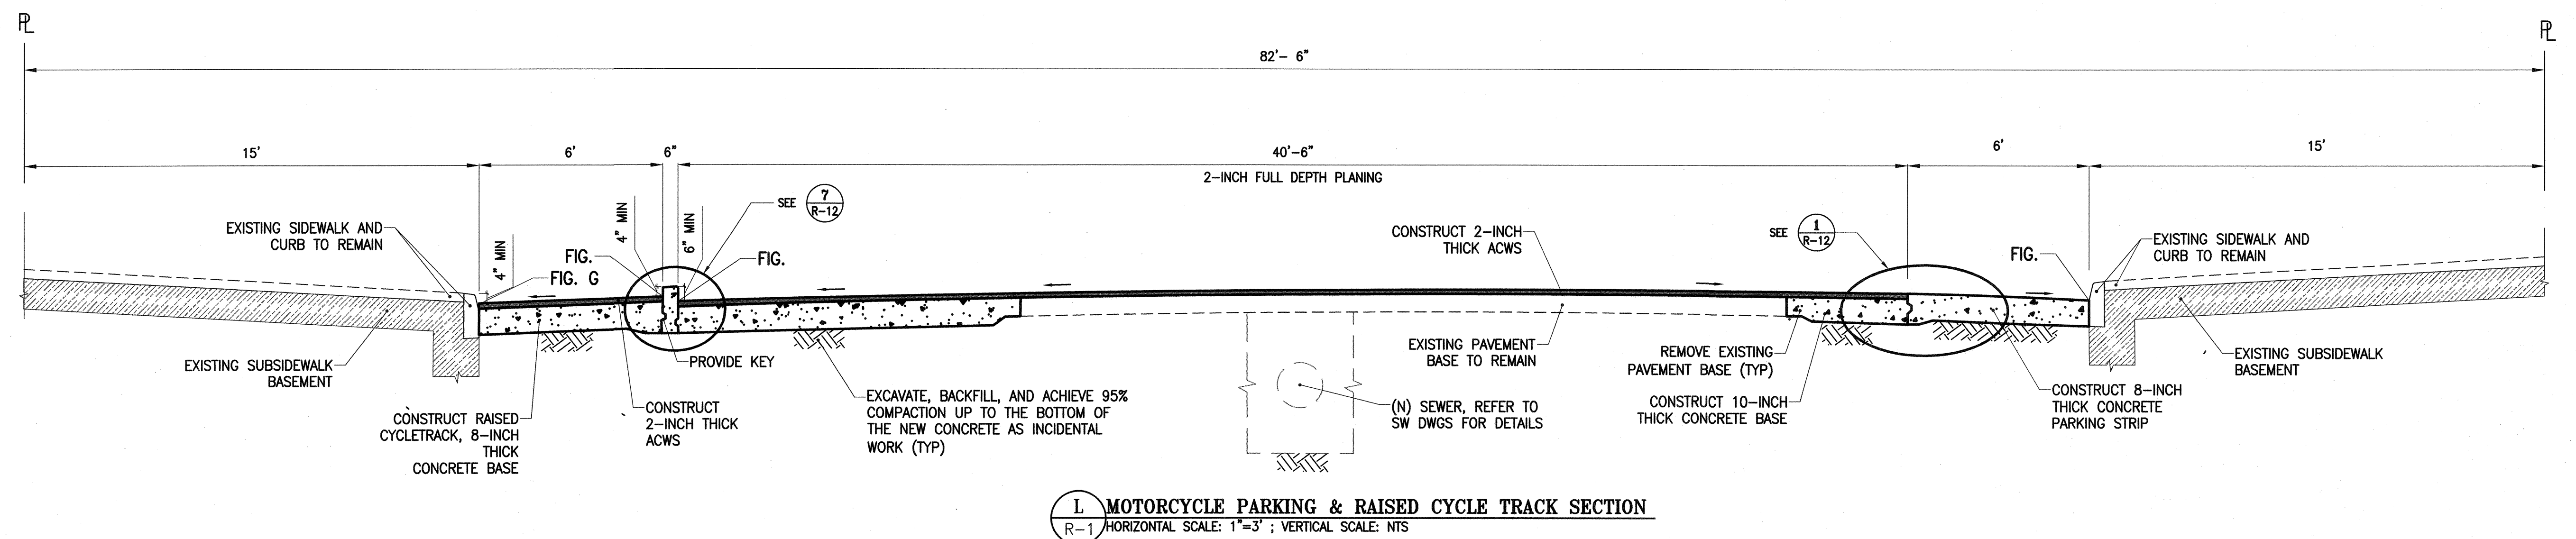 PL
PL
82'- 6"
15'
6'
6"
40'-6"
6'
15'
2-INCH FULL DEPTH PLANING
SEE 7
R-12
4" MIN
6" MIN
4" MIN
EXISTING SIDEWALK AND
CURB TO REMAIN
FIG.
FIG. G
FIG.
CONSTRUCT 2-INCH
THICK ACWS
SEE 1
R-12
FIG.
EXISTING SIDEWALK AND
CURB TO REMAIN
EXISTING SUBSIDEWALK
BASEMENT
PROVIDE KEY
CONSTRUCT RAISED
CYCLETRACK, 8-INCH
THICK
CONCRETE BASE
CONSTRUCT
2-INCH THICK
ACWS
EXCAVATE, BACKFILL, AND ACHIEVE 95%
COMPACTION UP TO THE BOTTOM OF
THE NEW CONCRETE AS INCIDENTAL
WORK (TYP)
EXISTING PAVEMENT
BASE TO REMAIN
(N) SEWER, REFER TO
SW DWGS FOR DETAILS
REMOVE EXISTING
PAVEMENT BASE (TYP)
CONSTRUCT 10-INCH
THICK CONCRETE BASE
CONSTRUCT 8-INCH
THICK CONCRETE
PARKING STRIP
EXISTING SUBSIDEWALK
BASEMENT
L
R-1
MOTORCYCLE PARKING & RAISED CYCLE TRACK SECTION
HORIZONTAL SCALE: 1"=3' ; VERTICAL SCALE: NTS